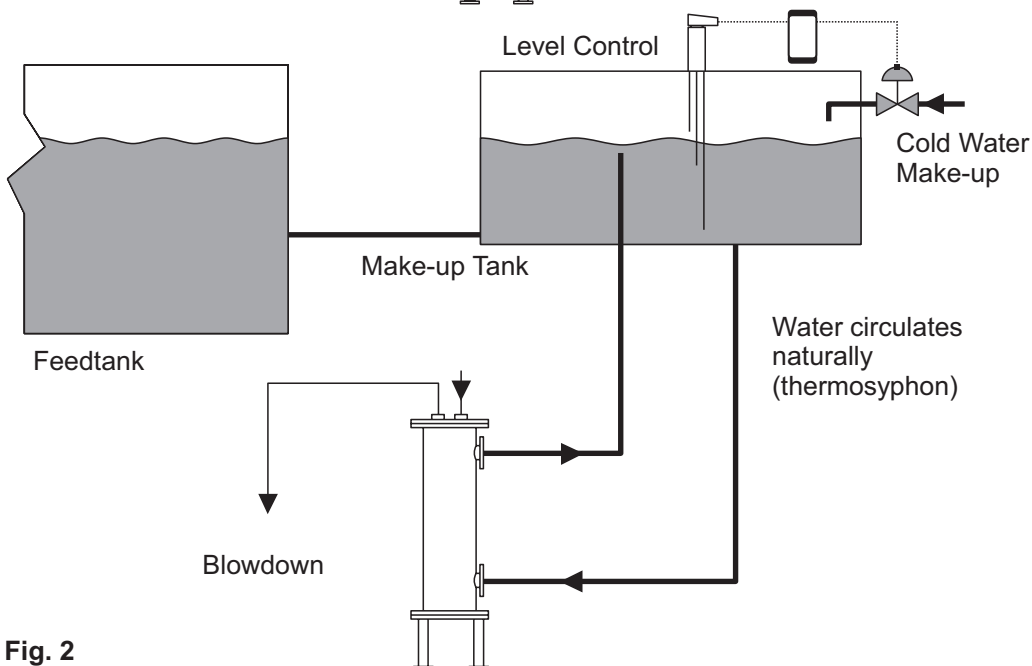 Level Control
Cold Water
Make-up
Make-up Tank
Feedtank
Water circulates
naturally
(thermosyphon)
Blowdown
Fig. 2